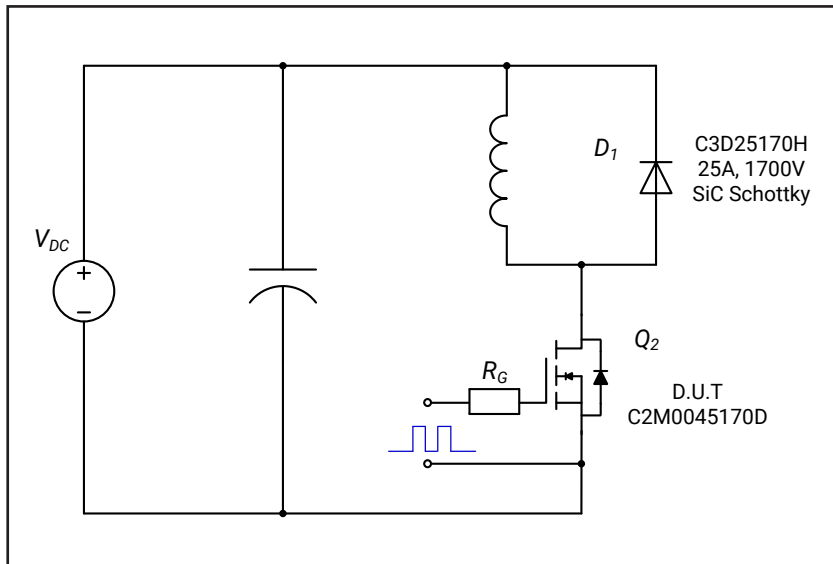 D1
C3D25170H
25A, 1700V
SiC Schottky
VDC
+
−
Q2
RG
D.U.T
C2M0045170D